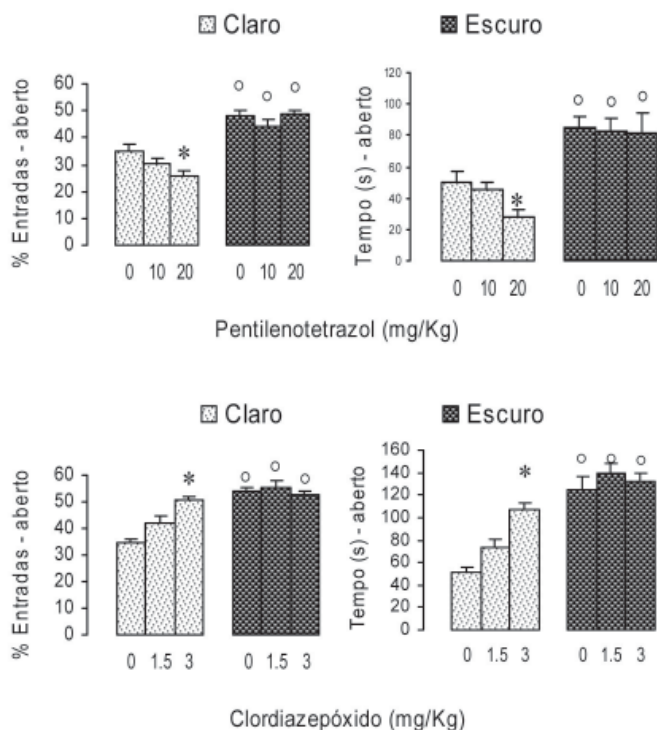 Claro Escuro
% Entradas - aberto
60
50
40
30
20
10
0
*
0 10 20
0 10 20
Tempo (s) - aberto
120
100
80
60
40
20
0
*
0 10 20
0 10 20
Pentilenotetrazol (mg/Kg)
Claro Escuro
% Entradas - aberto
60
50
40
30
20
10
0
*
0 1.5 3
0 1.5 3
Tempo (s) - aberto
160
140
120
100
80
60
40
20
0
*
0 1.5 3
0 1.5 3
Clordiazepóxido (mg/Kg)